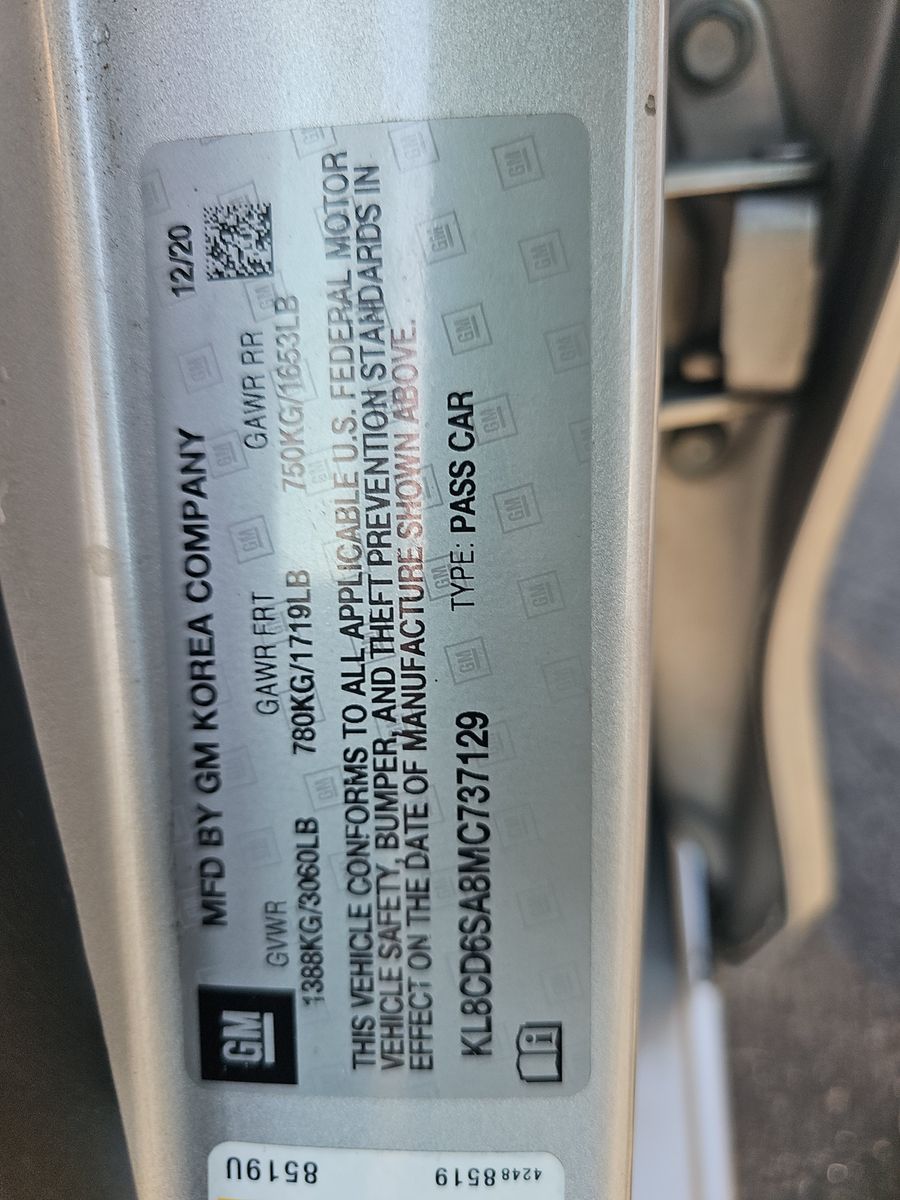 GM
MFD BY GM KOREA COMPANY 12/20
GVWR GAWR FRT GAWR RR
1388KG/3060LB 780KG/1719LB 750KG/1653LB
THIS VEHICLE CONFORMS TO ALL APPLICABLE U.S. FEDERAL MOTOR
VEHICLE SAFETY, BUMPER, AND THEFT PREVENTION STANDARDS IN
EFFECT ON THE DATE OF MANUFACTURE SHOWN ABOVE.
KL8CD6SA8MC737129 TYPE: PASS CAR
42488519
8519U